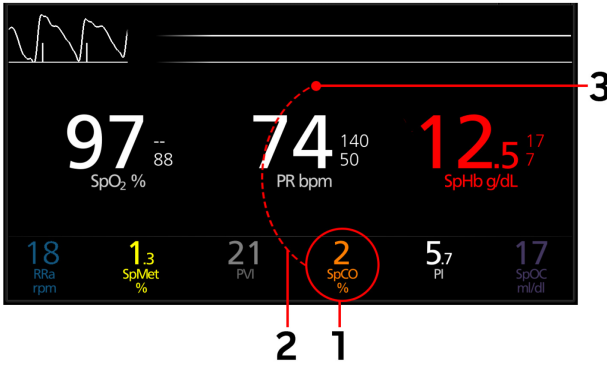 3
97 -- 88
SpO₂ %
74 140 50
PR bpm
12.5 17 7
SpHb g/dL
18
RRa
rpm
1.3
SpMet
%
21
PVI
2
SpCO
%
5.7
PI
17
SpOC
ml/dl
2 1